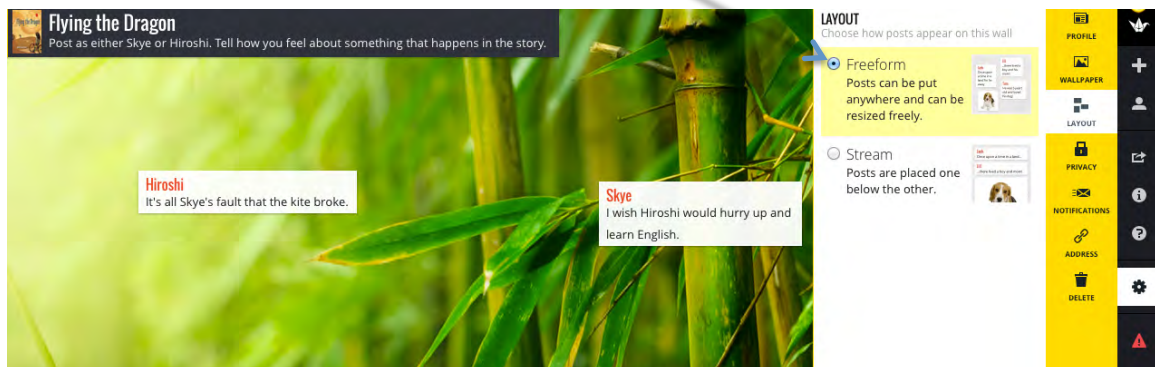 Flying the Dragon
Post as either Skye or Hiroshi. Tell how you feel about something that happens in the story.
Hiroshi
It's all Skye's fault that the kite broke.
Skye
I wish Hiroshi would hurry up and
learn English.
LAYOUT
Choose how posts appear on this wall
Freeform
Posts can be put
anywhere and can be
resized freely.
Stream
Posts are placed one
below the other.
PROFILE
WALLPAPER
LAYOUT
PRIVACY
NOTIFICATIONS
ADDRESS
DELETE